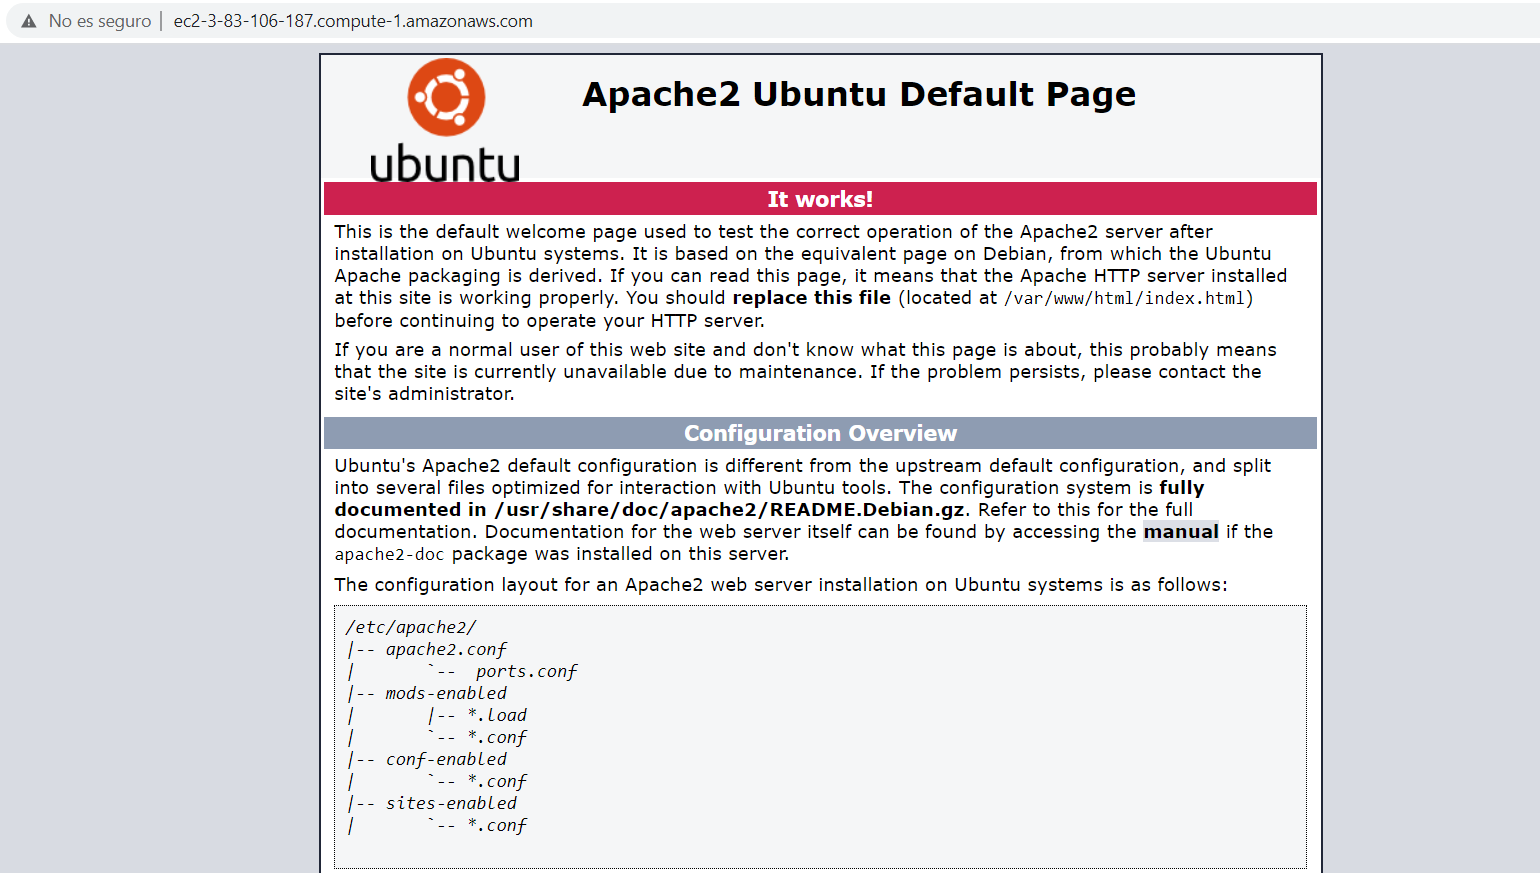 No es seguro | ec2-3-83-106-187.compute-1.amazonaws.com
ubuntu
Apache2 Ubuntu Default Page
It works!
This is the default welcome page used to test the correct operation of the Apache2 server after
installation on Ubuntu systems. It is based on the equivalent page on Debian, from which the Ubuntu
Apache packaging is derived. If you can read this page, it means that the Apache HTTP server installed
at this site is working properly. You should replace this file (located at /var/www/html/index.html)
before continuing to operate your HTTP server.
If you are a normal user of this web site and don't know what this page is about, this probably means
that the site is currently unavailable due to maintenance. If the problem persists, please contact the
site's administrator.
Configuration Overview
Ubuntu's Apache2 default configuration is different from the upstream default configuration, and split
into several files optimized for interaction with Ubuntu tools. The configuration system is fully
documented in /usr/share/doc/apache2/README.Debian.gz. Refer to this for the full
documentation. Documentation for the web server itself can be found by accessing the manual if the
apache2-doc package was installed on this server.
The configuration layout for an Apache2 web server installation on Ubuntu systems is as follows:
/etc/apache2/
|-- apache2.conf
|       `--  ports.conf
|-- mods-enabled
|       |-- *.load
|       `-- *.conf
|-- conf-enabled
|       `-- *.conf
|-- sites-enabled
|       `-- *.conf